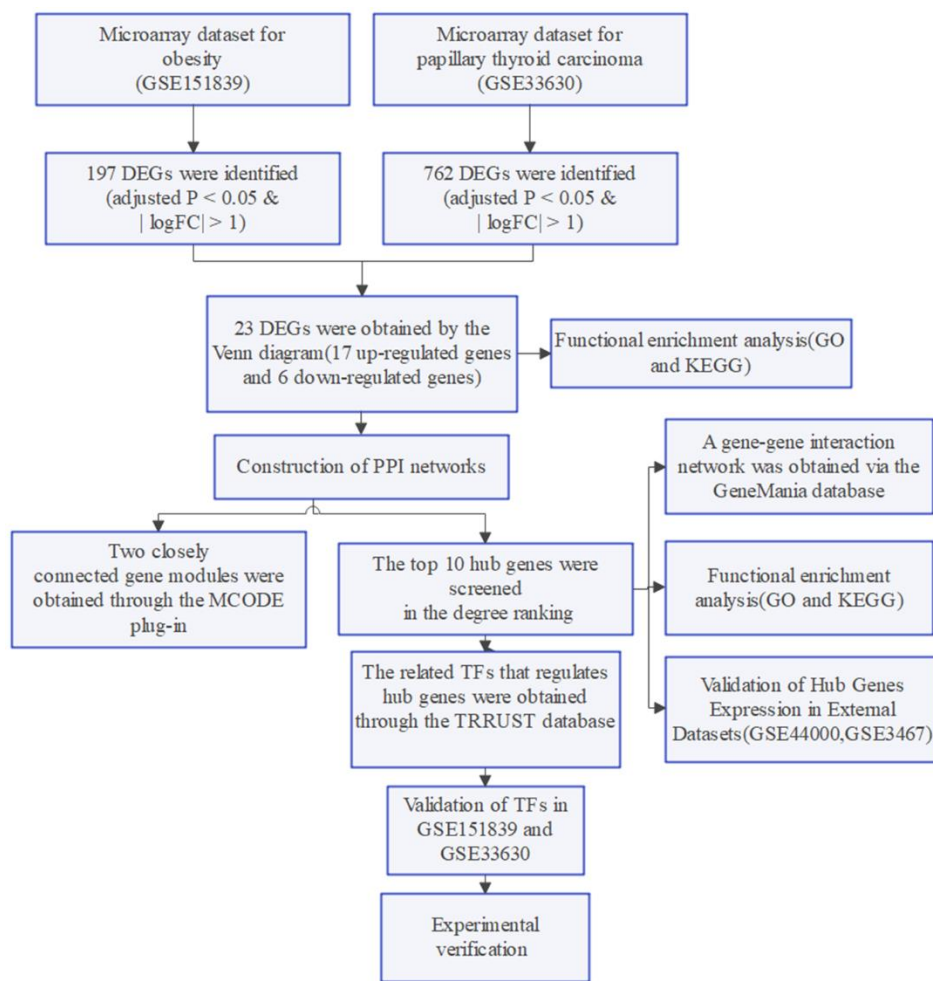 Microarray dataset for
obesity
(GSE151839)
Microarray dataset for
papillary thyroid carcinoma
(GSE33630)
197 DEGs were identified
(adjusted P < 0.05 &
| logFC| > 1)
762 DEGs were identified
(adjusted P < 0.05 &
| logFC| > 1)
23 DEGs were obtained by the
Venn diagram(17 up-regulated genes
and 6 down-regulated genes)
Functional enrichment analysis(GO
and KEGG)
Construction of PPI networks
A gene-gene interaction
network was obtained via the
GeneMania database
Two closely
connected gene modules were
obtained through the MCODE
plug-in
The top 10 hub genes were
screened
in the degree ranking
Functional enrichment
analysis(GO and KEGG)
The related TFs that regulates
hub genes were obtained
through the TRRUST database
Validation of Hub Genes
Expression in External
Datasets(GSE44000,GSE3467)
Validation of TFs in
GSE151839 and
GSE33630
Experimental
verification